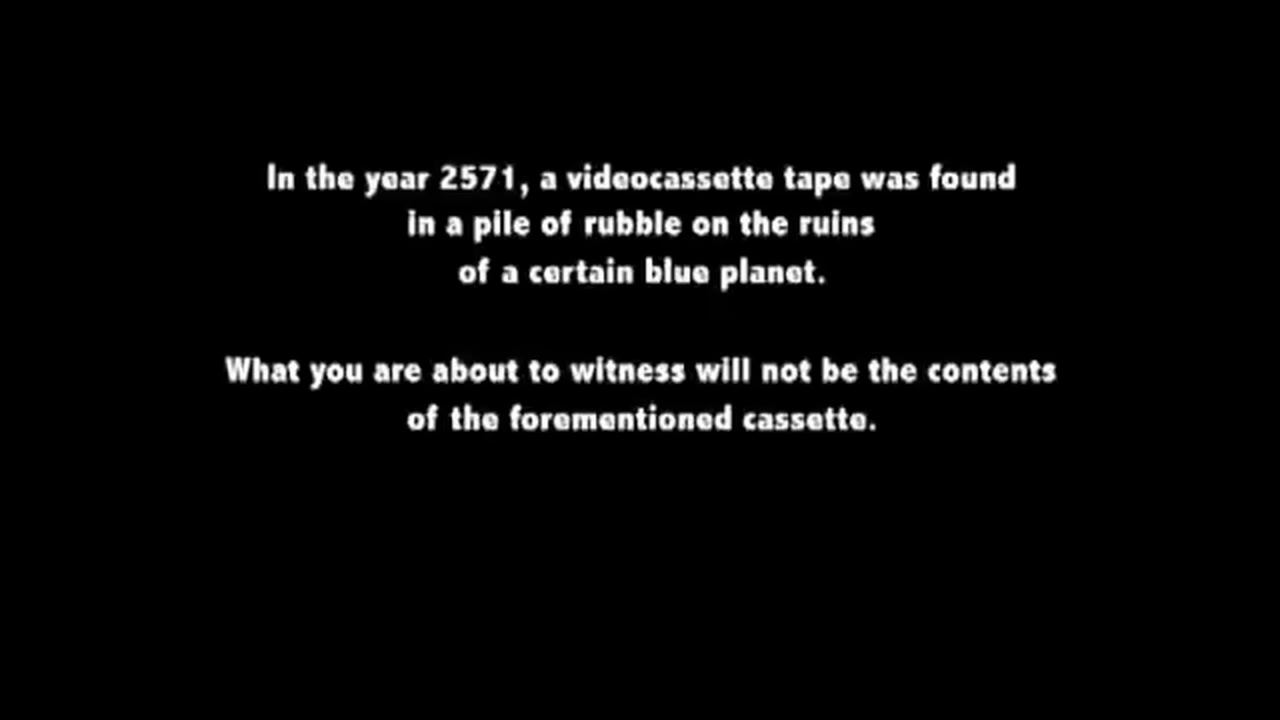 In the year 2571, a videocassette tape was found
in a pile of rubble on the ruins
of a certain blue planet.
What you are about to witness will not be the contents
of the forementioned cassette.